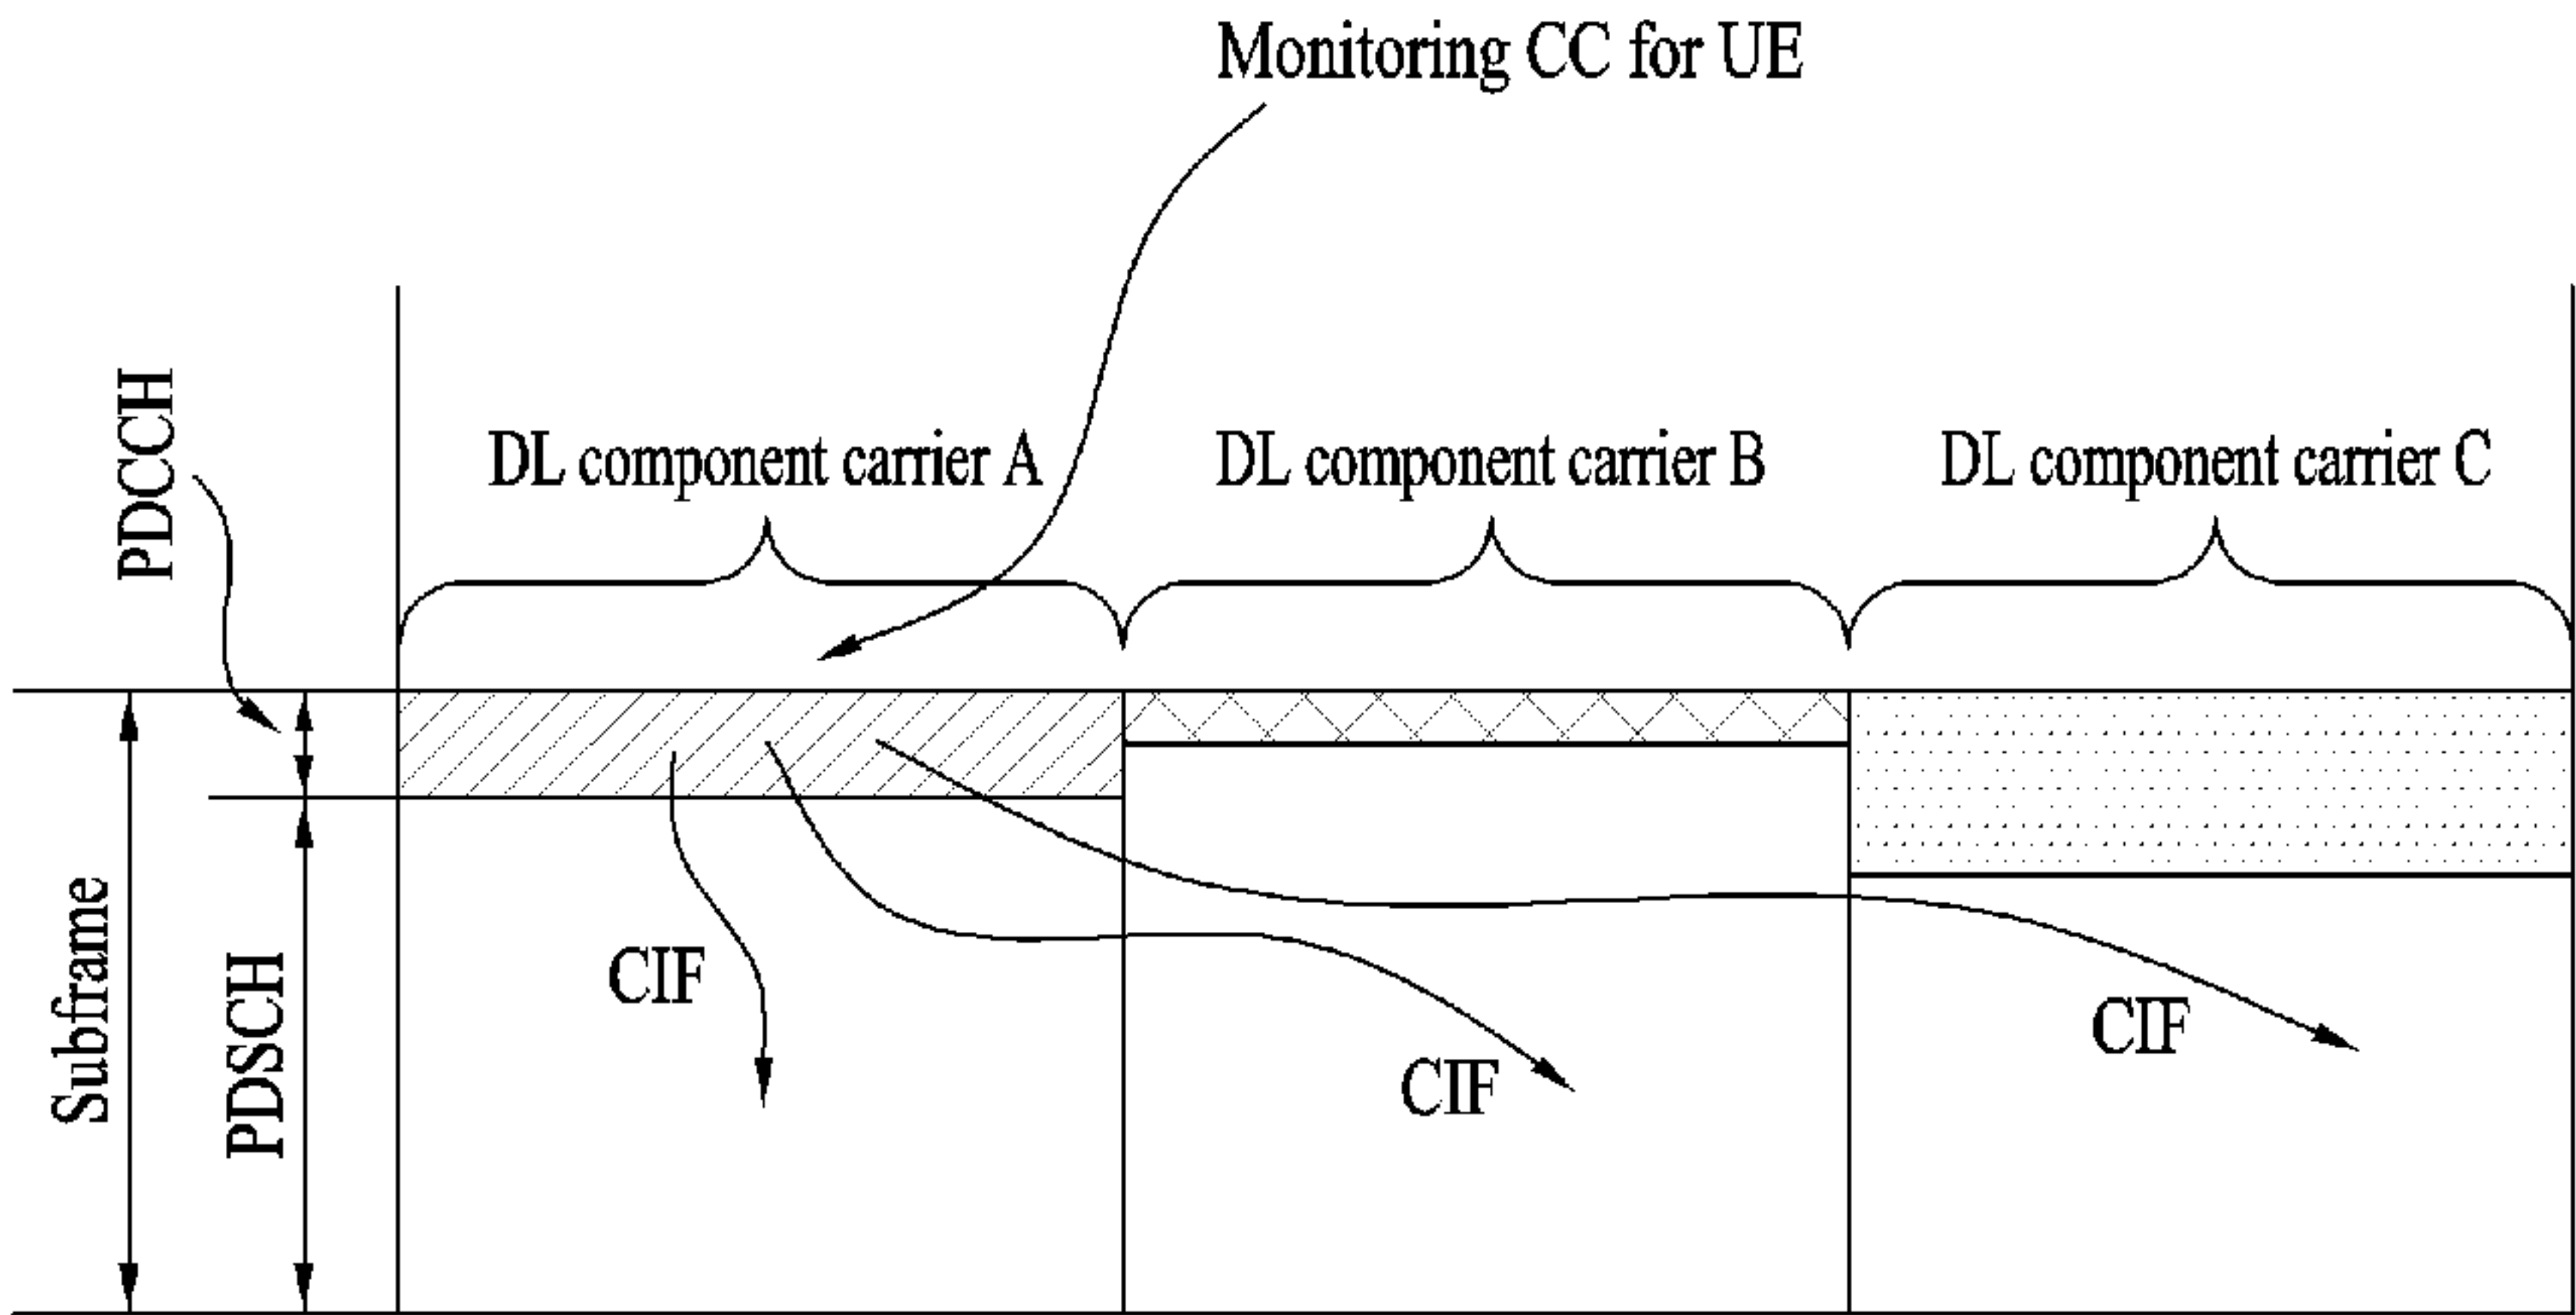 Monitoring CC for UE
PDCCH
DL component carrier A
DL component carrier B
DL component carrier C
Subframe
PDSCH
CIF
CIF
CIF